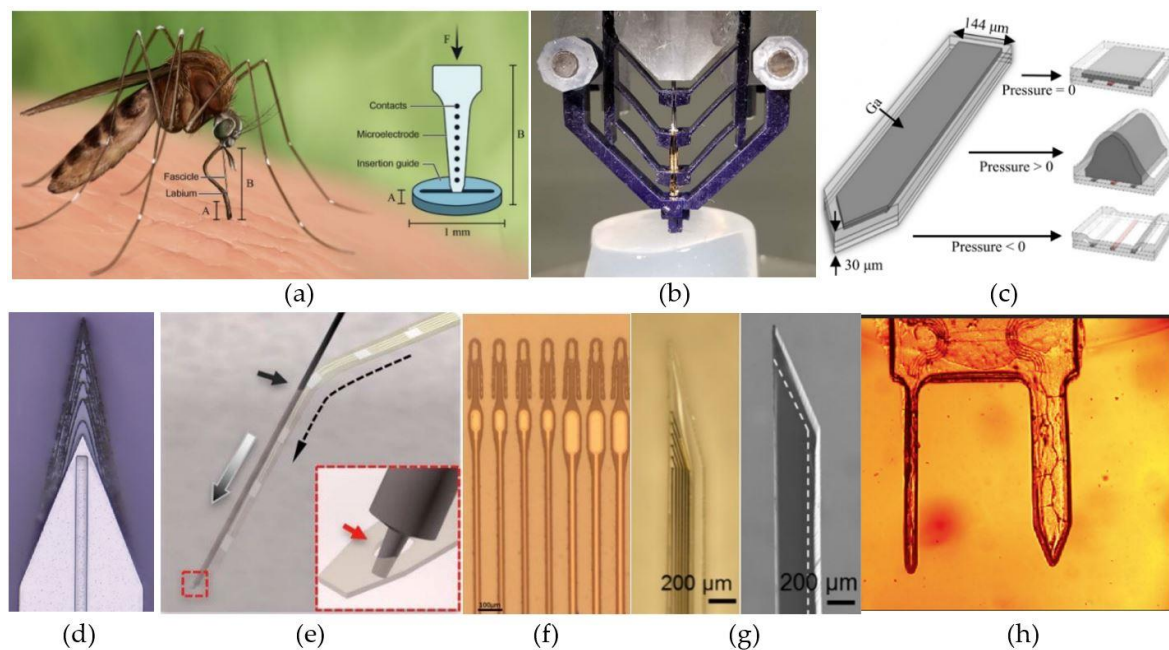 F
Contacts
Microelectrode
Insertion guide
B
A
1 mm
Fascicle
Labium
B
A
144 µm
Ga
30 µm
Pressure = 0
Pressure > 0
Pressure < 0
(a)
(b)
(c)
100µm
200 µm
200 µm
(d)
(e)
(f)
(g)
(h)